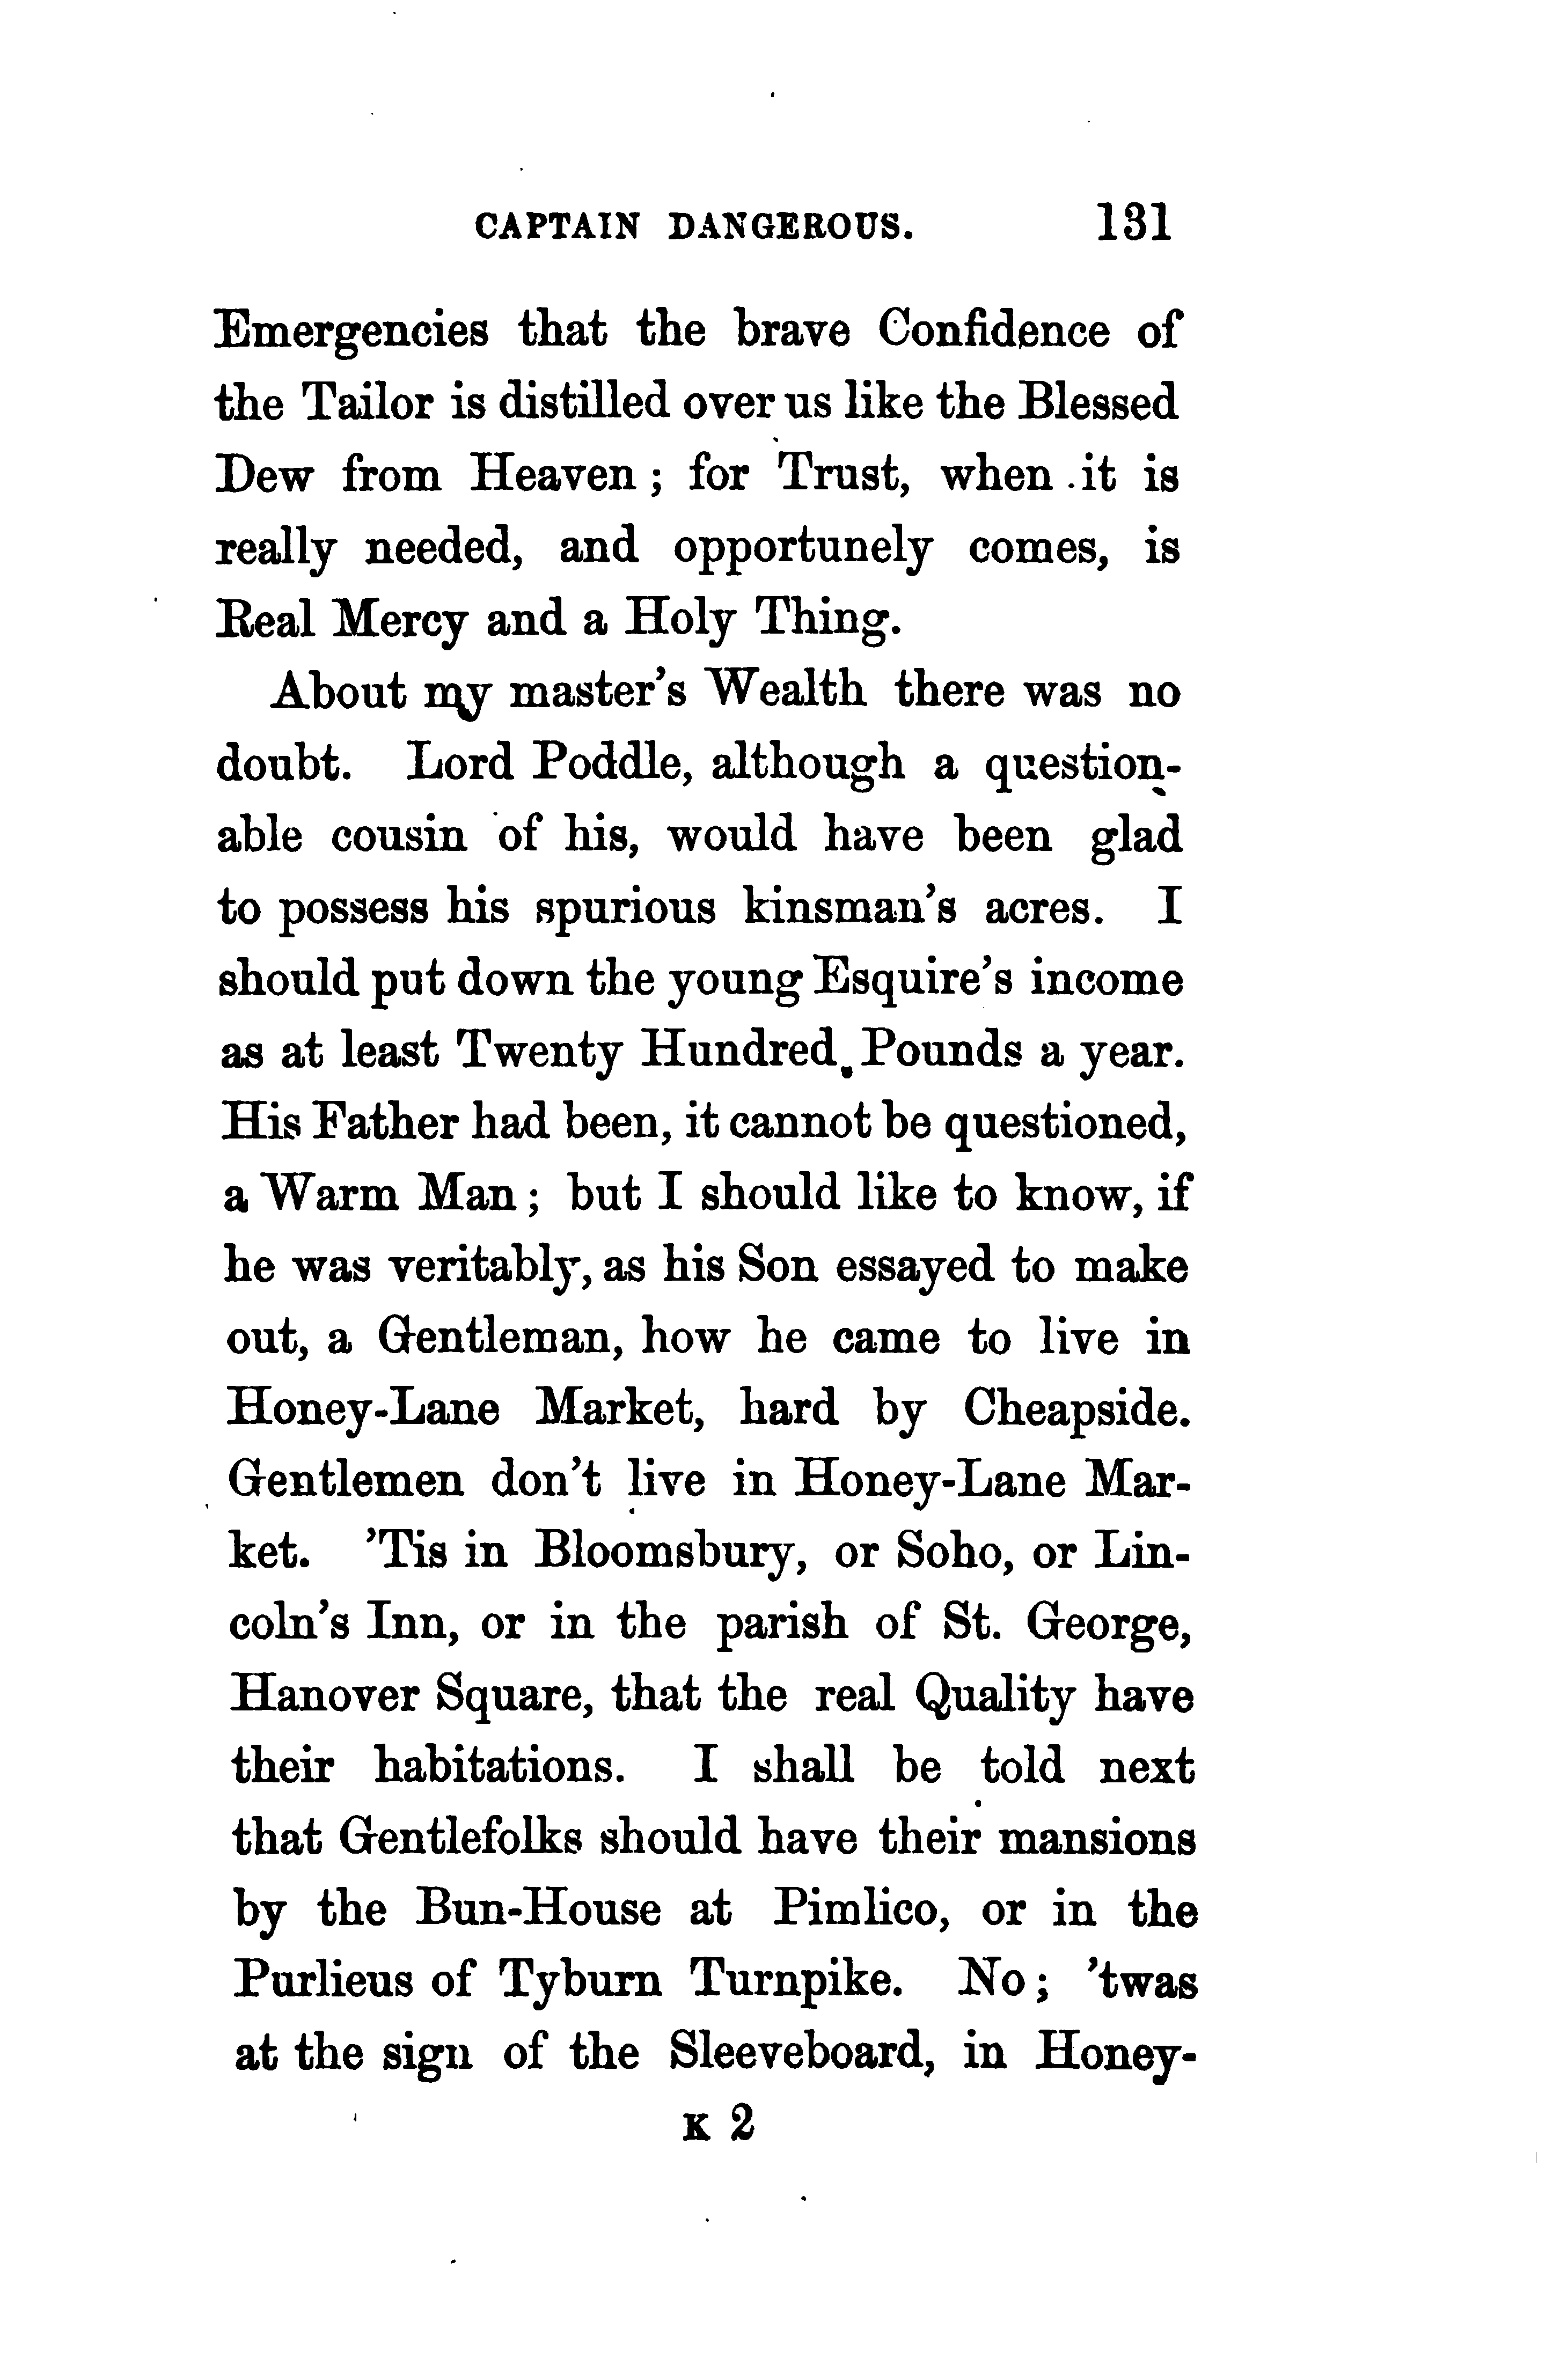 CAPTAIN DANGEROUS. 131
Emergencies that the brave Confidence of
the Tailor is distilled over us like the Blessed
Dew from Heaven; for Trust, when it is
really needed, and opportunely comes, is
Real Mercy and a Holy Thing.
About my master's Wealth there was no
doubt. Lord Poddle, although a question-
able cousin of his, would have been glad
to possess his spurious kinsman's acres. I
should put down the young Esquire's income
as at least Twenty Hundred Pounds a year.
His Father had been, it cannot be questioned,
a Warm Man; but I should like to know, if
he was veritably, as his Son essayed to make
out, a Gentleman, how he came to live in
Honey-Lane Market, hard by Cheapside.
Gentlemen don't live in Honey-Lane Mar-
ket. 'Tis in Bloomsbury, or Soho, or Lin-
coln's Inn, or in the parish of St. George,
Hanover Square, that the real Quality have
their habitations. I shall be told next
that Gentlefolks should have their mansions
by the Bun-House at Pimlico, or in the
Purlieus of Tyburn Turnpike. No; 'twas
at the sign of the Sleeveboard, in Honey-
K 2